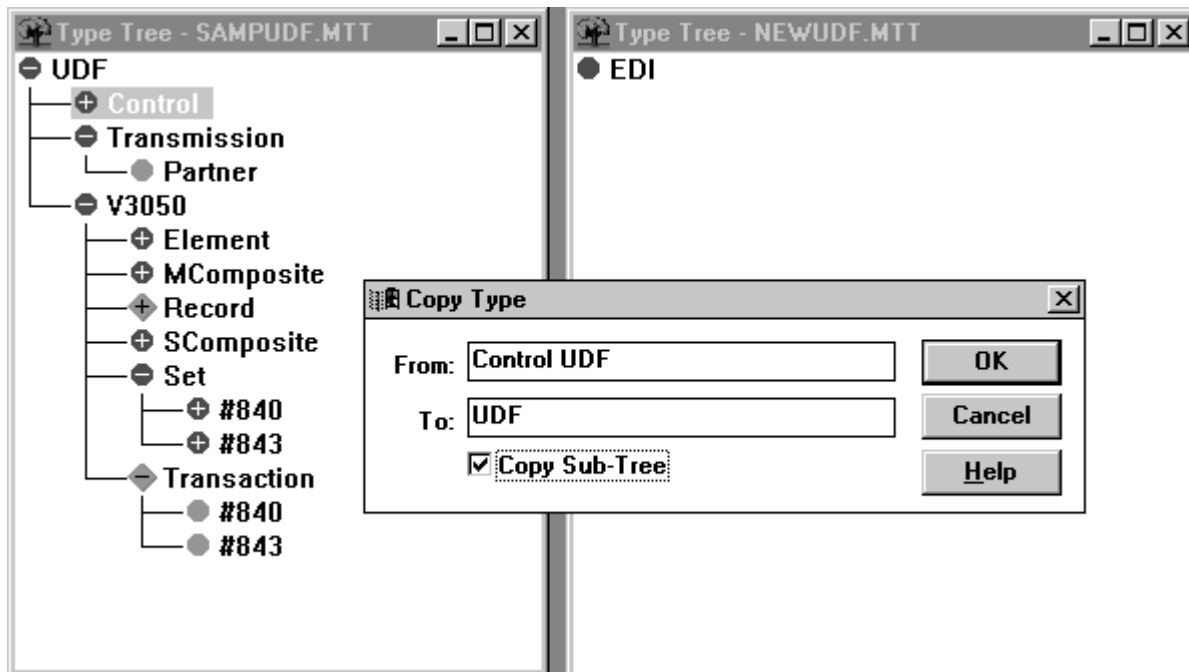 Type Tree - SAMPUDF.MTT
UDF
Control
Transmission
Partner
V3050
Element
MComposite
Record
SComposite
Set
#840
#843
Transaction
#840
#843
Type Tree - NEWUDF.MTT
EDI
Copy Type
From: Control UDF
To: UDF
Copy Sub-Tree
OK
Cancel
Help